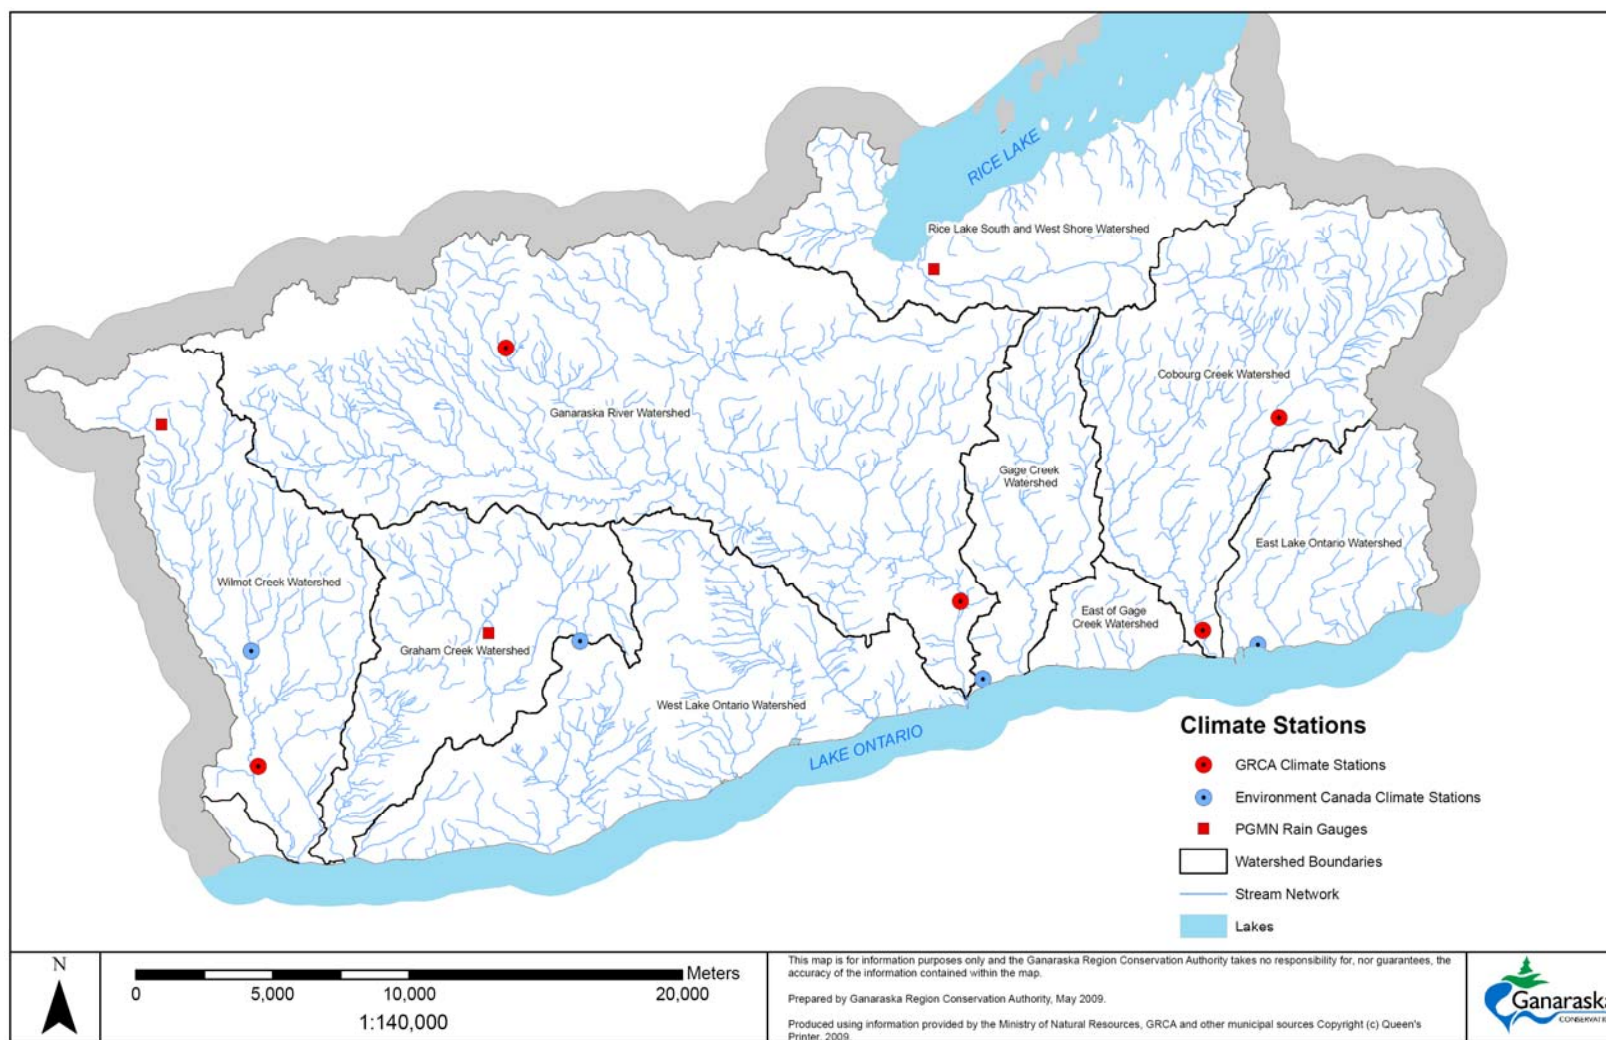 RICE LAKE
Rice Lake South and West Shore Watershed
Cobourg Creek Watershed
Ganaraska River Watershed
Gage Creek
Watershed
East Lake Ontario Watershed
Wilmot Creek Watershed
East of Gage
Creek Watershed
Graham Creek Watershed
West Lake Ontario Watershed
LAKE ONTARIO
Climate Stations
GRCA Climate Stations
Environment Canada Climate Stations
PGMN Rain Gauges
Watershed Boundaries
Stream Network
Lakes
N
Meters
0 5,000 10,000 20,000
1:140,000
This map is for information purposes only and the Ganaraska Region Conservation Authority takes no responsibility for, nor guarantees, the
accuracy of the information contained within the map.
Prepared by Ganaraska Region Conservation Authority, May 2009.
Produced using information provided by the Ministry of Natural Resources, GRCA and other municipal sources Copyright (c) Queen's
Printer, 2009.
Ganaraska
CONSERVATION